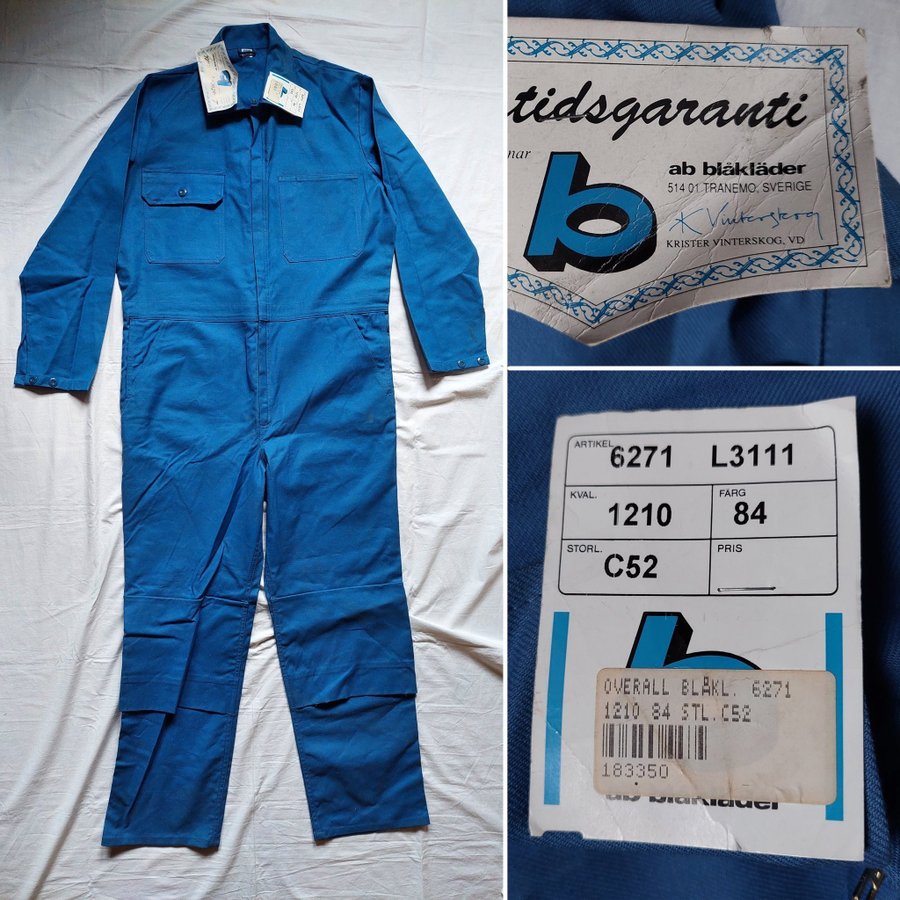 tidsgaranti
nar
b
ab blåkläder
514 01 TRANEMO, SVERIGE
K Vinterskog
KRISTER VINTERSKOG, VD
ARTIKEL 6271 L3111
KVAL. 1210 FÄRG 84
STORL. C52 PRIS
b
OVERALL BLÅKL. 6271
1210 84 STL.C52
183350
ab blåkläder